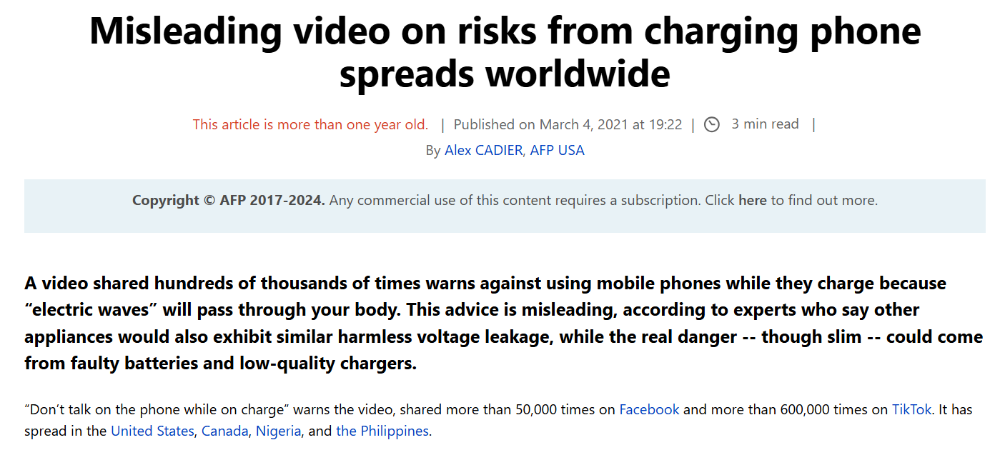 Misleading video on risks from charging phone
spreads worldwide
This article is more than one year old. | Published on March 4, 2021 at 19:22 | 3 min read |
By Alex CADIER, AFP USA
Copyright © AFP 2017-2024. Any commercial use of this content requires a subscription. Click here to find out more.
A video shared hundreds of thousands of times warns against using mobile phones while they charge because
“electric waves” will pass through your body. This advice is misleading, according to experts who say other
appliances would also exhibit similar harmless voltage leakage, while the real danger -- though slim -- could come
from faulty batteries and low-quality chargers.
“Don’t talk on the phone while on charge” warns the video, shared more than 50,000 times on Facebook and more than 600,000 times on TikTok. It has
spread in the United States, Canada, Nigeria, and the Philippines.